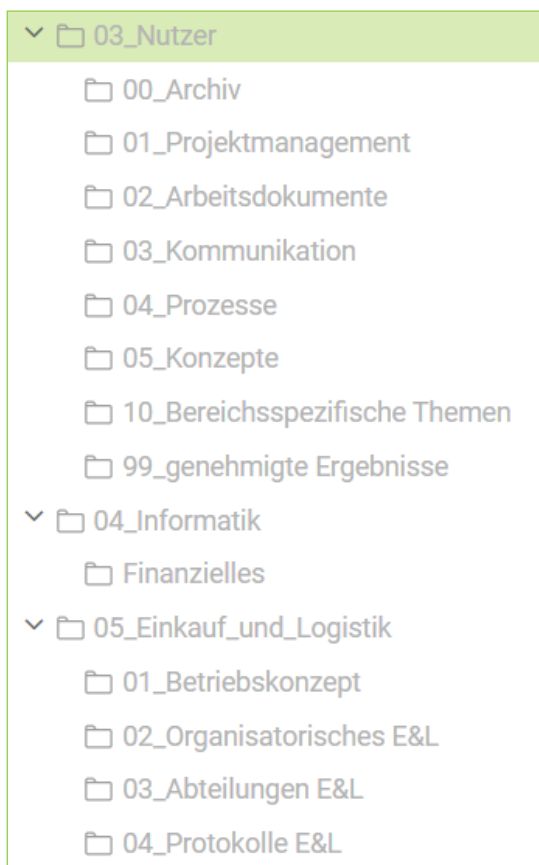 03_Nutzer
00_Archiv
01_Projektmanagement
02_Arbeitsdokumente
03_Kommunikation
04_Prozesse
05_Konzepte
10_Bereichsspezifische Themen
99_genehmigte Ergebnisse
04_Informatik
Finanzielles
05_Einkauf_und_Logistik
01_Betriebskonzept
02_Organisatorisches E&L
03_Abteilungen E&L
04_Protokolle E&L